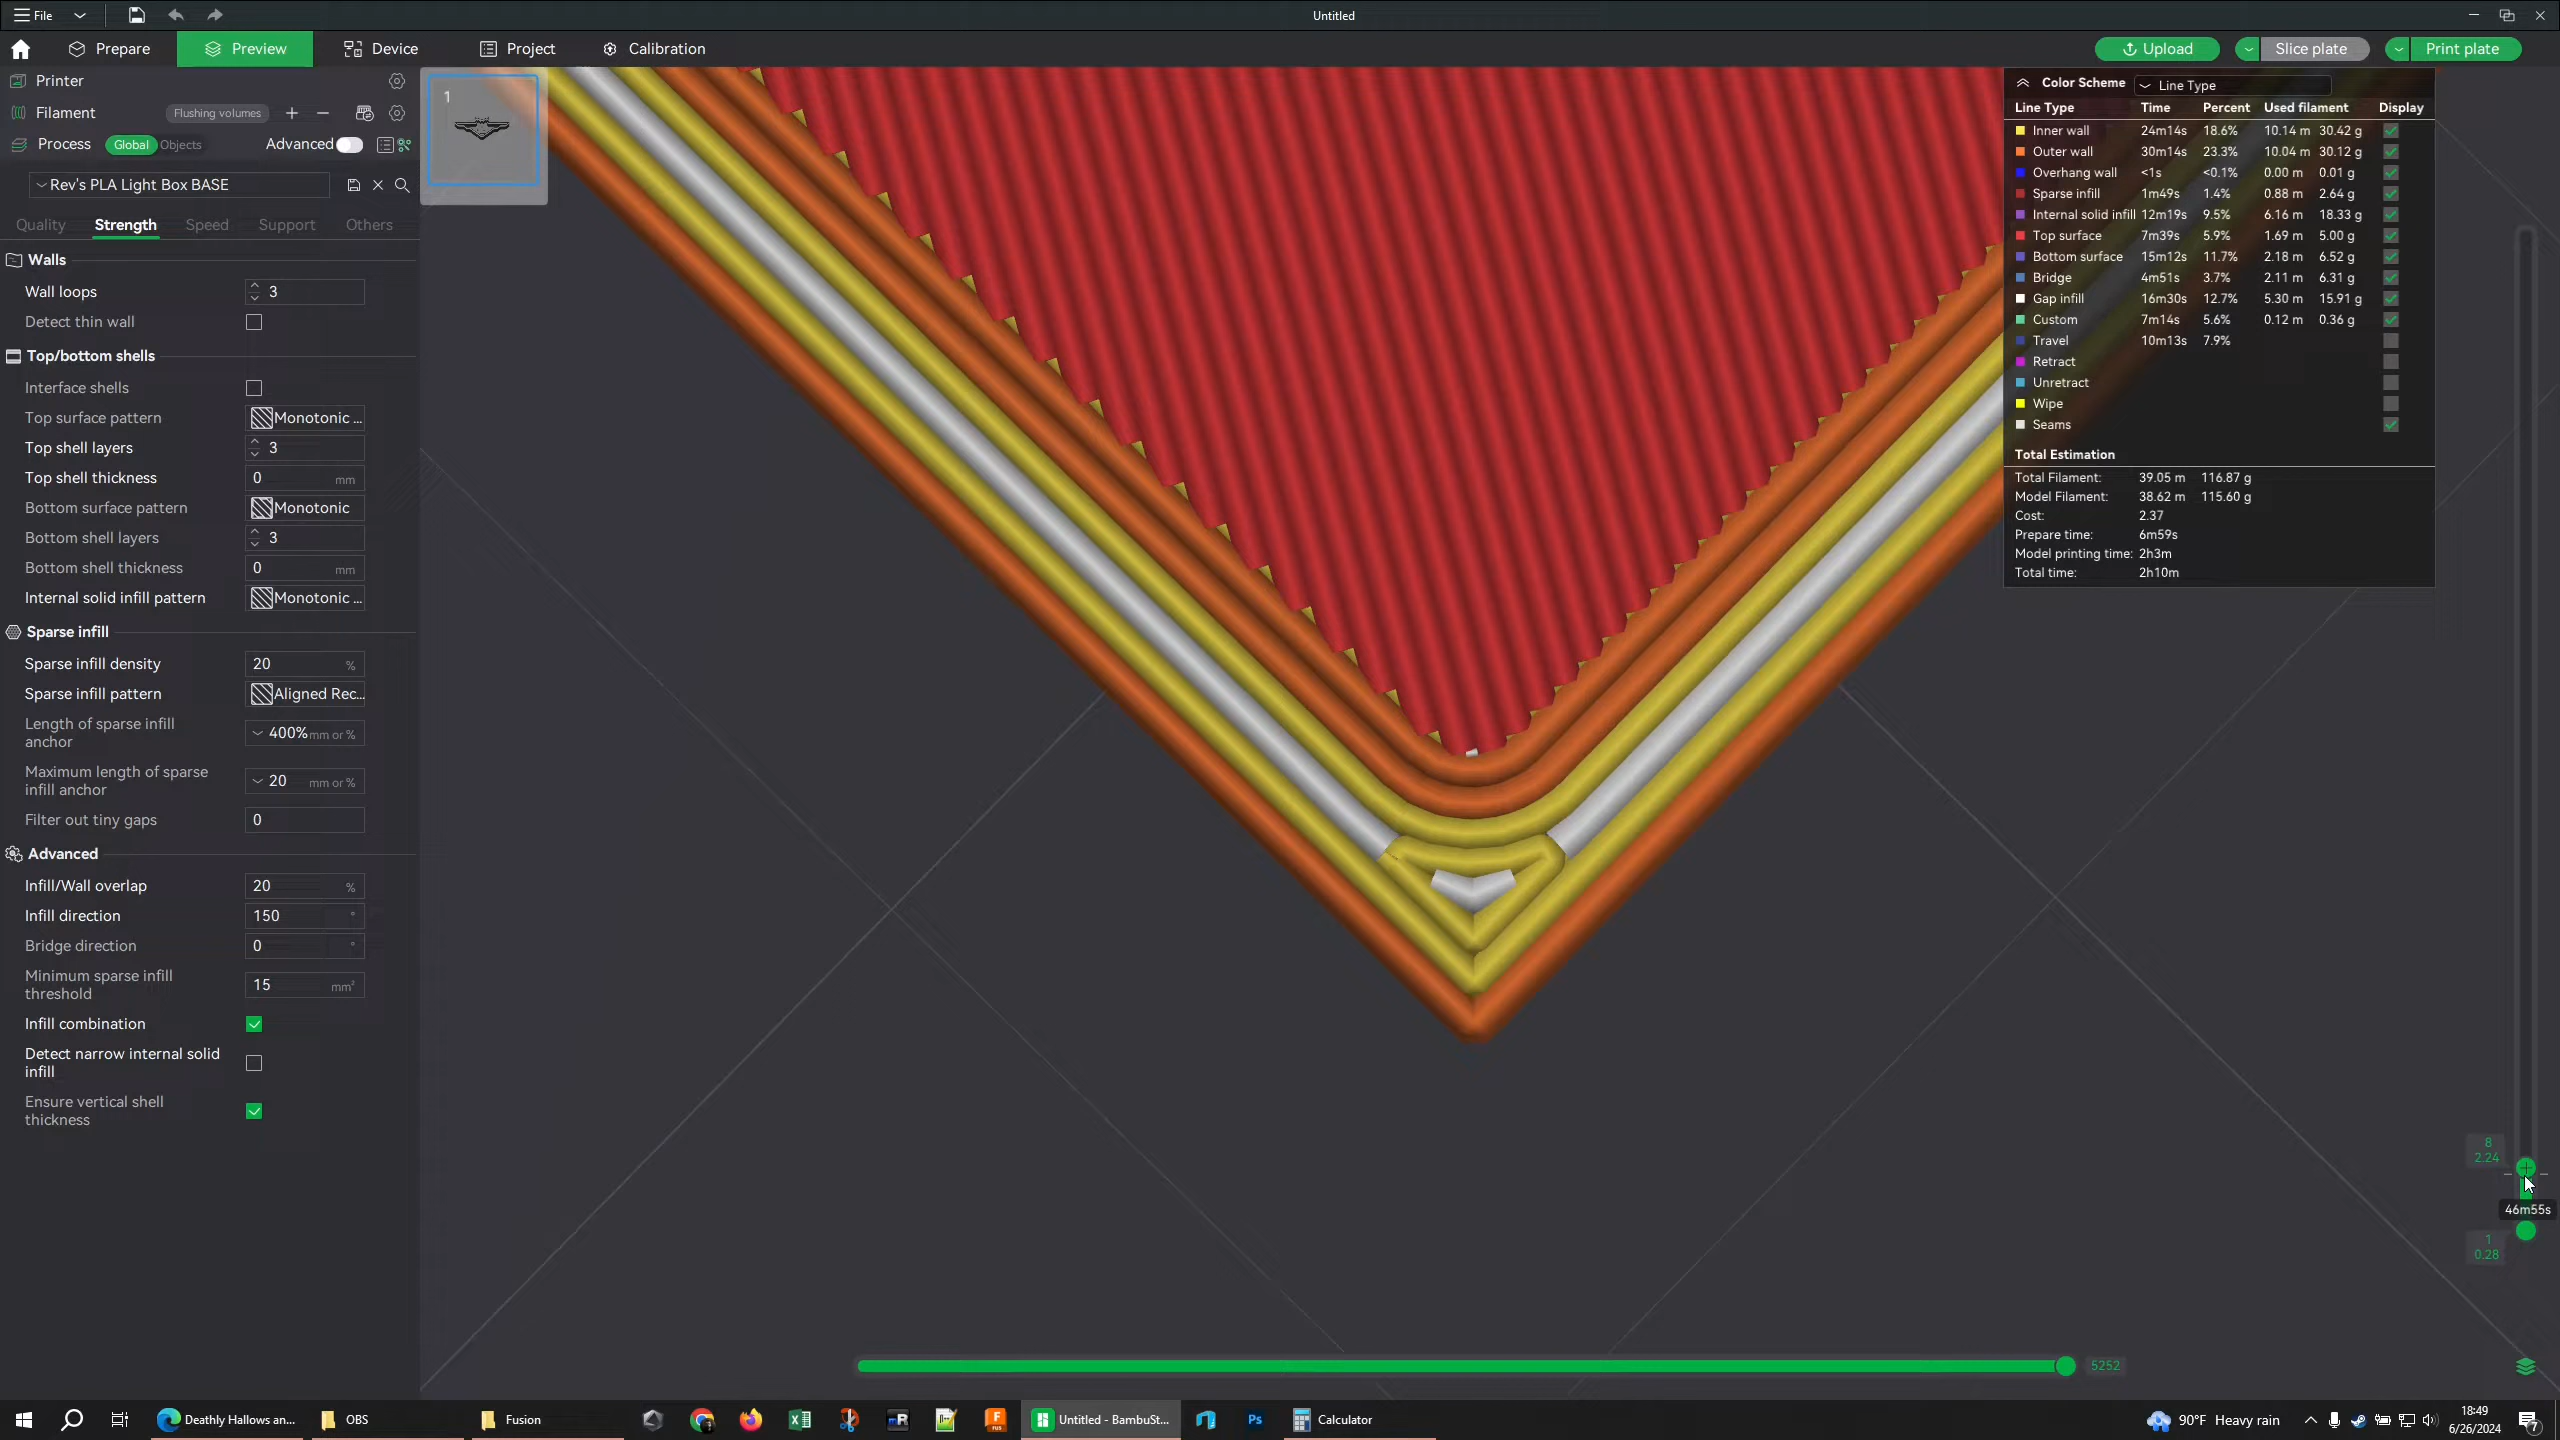 File
Untitled
Prepare
Preview
Device
Project
Calibration
Upload
Slice plate
Print plate
Printer
Filament
Flushing volumes
Process
Global
Objects
Advanced
Rev's PLA Light Box BASE
Quality
Strength
Speed
Support
Others
Walls
Wall loops 3
Detect thin wall
Top/bottom shells
Interface shells
Top surface pattern Monotonic ...
Top shell layers 3
Top shell thickness 0 mm
Bottom surface pattern Monotonic
Bottom shell layers 3
Bottom shell thickness 0 mm
Internal solid infill pattern Monotonic ...
Sparse infill
Sparse infill density 20 %
Sparse infill pattern Aligned Rec...
Length of sparse infill
anchor
400% mm or %
Maximum length of sparse
infill anchor
20 mm or %
Filter out tiny gaps 0
Advanced
Infill/Wall overlap 20 %
Infill direction 150 °
Bridge direction 0 °
Minimum sparse infill
threshold
15 mm²
Infill combination
Detect narrow internal solid
infill
Ensure vertical shell
thickness
1
Color Scheme Line Type
Line Type Time Percent Used filament Display
Inner wall 24m14s 18.6% 10.14 m 30.42 g
Outer wall 30m14s 23.3% 10.04 m 30.12 g
Overhang wall <1s <0.1% 0.00 m 0.01 g
Sparse infill 1m49s 1.4% 0.88 m 2.64 g
Internal solid infill 12m19s 9.5% 6.16 m 18.33 g
Top surface 7m39s 5.9% 1.69 m 5.00 g
Bottom surface 15m12s 11.7% 2.18 m 6.52 g
Bridge 4m51s 3.7% 2.11 m 6.31 g
Gap infill 16m30s 12.7% 5.30 m 15.91 g
Custom 7m14s 5.6% 0.12 m 0.36 g
Travel 10m13s 7.9%
Retract
Unretract
Wipe
Seams
Total Estimation
Total Filament: 39.05 m 116.87 g
Model Filament: 38.62 m 115.60 g
Cost: 2.37
Prepare time: 6m59s
Model printing time: 2h3m
Total time: 2h10m
8
2.24
46m55s
1
0.28
5252
Deathly Hallows an...
OBS
Fusion
Untitled - BambuSt...
Ps
Calculator
90°F Heavy rain
18:49
6/26/2024
7